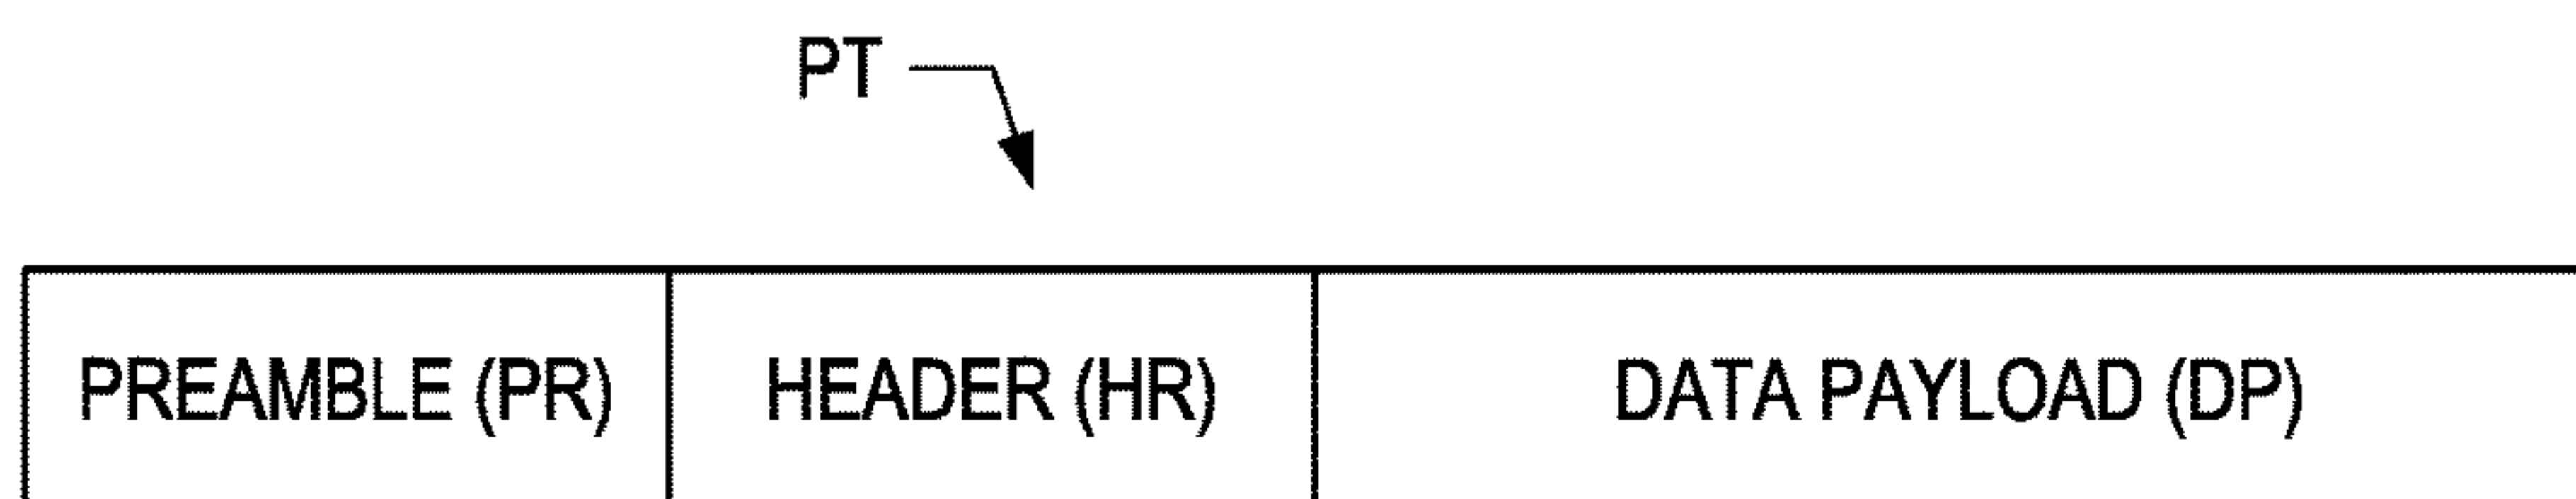 PT
PREAMBLE (PR) HEADER (HR) DATA PAYLOAD (DP)